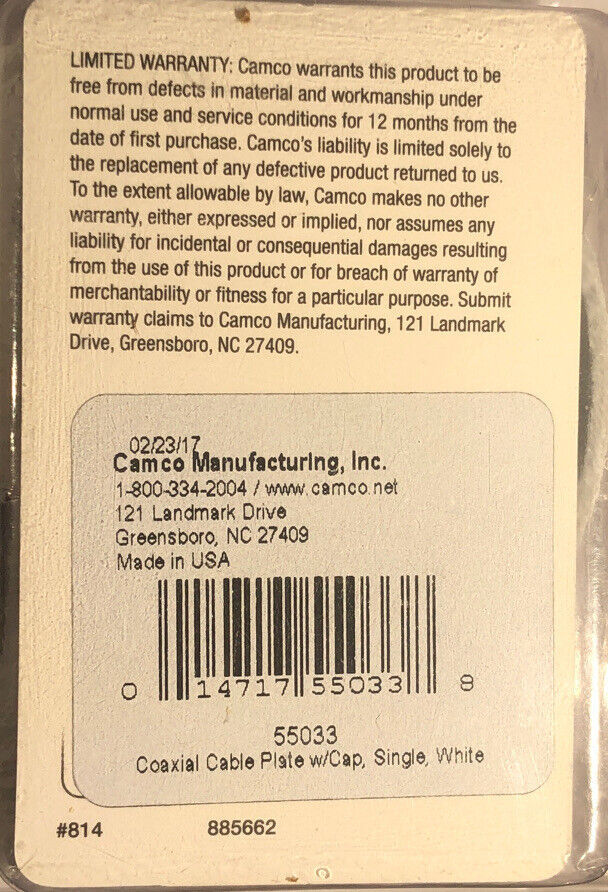 LIMITED WARRANTY: Camco warrants this product to be
free from defects in material and workmanship under
normal use and service conditions for 12 months from the
date of first purchase. Camco's liability is limited solely to
the replacement of any defective product returned to us.
To the extent allowable by law, Camco makes no other
warranty, either expressed or implied, nor assumes any
liability for incidental or consequential damages resulting
from the use of this product or for breach of warranty of
merchantability or fitness for a particular purpose. Submit
warranty claims to Camco Manufacturing, 121 Landmark
Drive, Greensboro, NC 27409.
02/23/17
Camco Manufacturing, Inc.
1-800-334-2004 / www.camco.net
121 Landmark Drive
Greensboro, NC 27409
Made in USA
0 14717 55033 8
55033
Coaxial Cable Plate w/Cap, Single, White
#814 885662